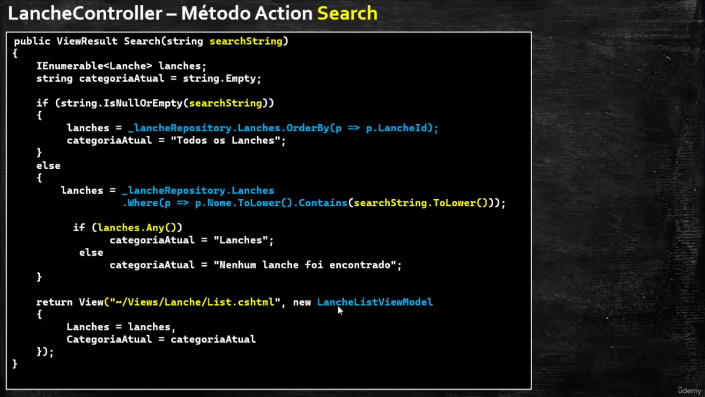 LancheController – Método Action Search
public ViewResult Search(string searchString)
{
IEnumerable<Lanche> lanches;
string categoriaAtual = string.Empty;
if (string.IsNullOrEmpty(searchString))
{
lanches = _lancheRepository.Lanches.OrderBy(p => p.LancheId);
categoriaAtual = "Todos os Lanches";
}
else
{
lanches = _lancheRepository.Lanches
.Where(p => p.Nome.ToLower().Contains(searchString.ToLower()));
if (lanches.Any())
categoriaAtual = "Lanches";
else
categoriaAtual = "Nenhum lanche foi encontrado";
}
return View("~/Views/Lanche/List.cshtml", new LancheListViewModel
{
Lanches = lanches,
CategoriaAtual = categoriaAtual
});
}
ûdemy